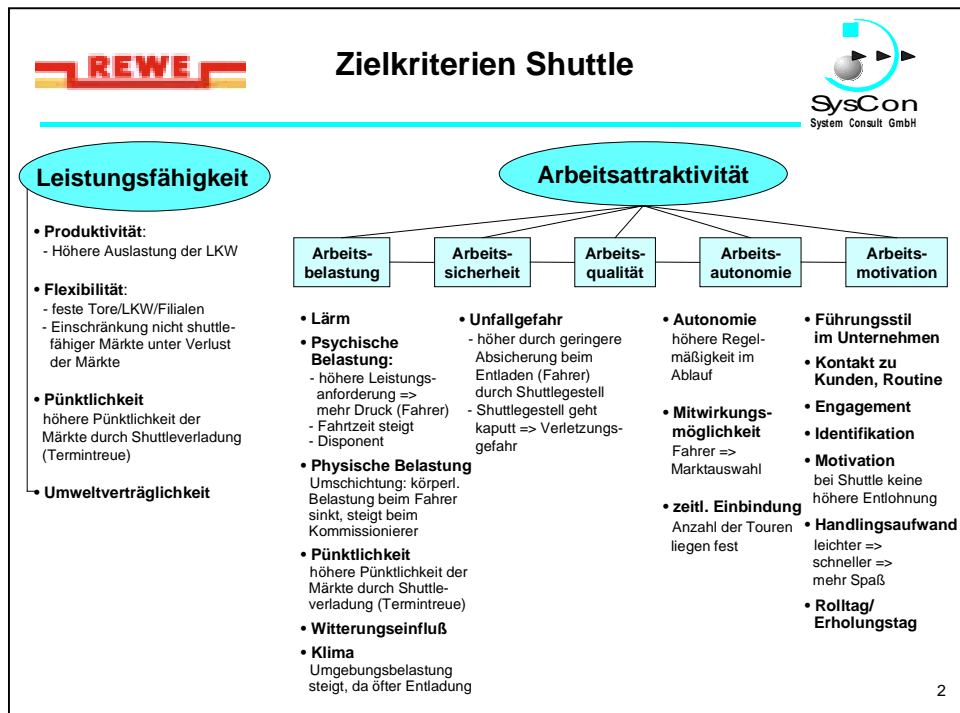 REWE
Zielkriterien Shuttle
SysCon
System Consult GmbH
Leistungsfähigkeit
• Produktivität:
- Höhere Auslastung der LKW
• Flexibilität:
- feste Tore/LKW/Filialen
- Einschränkung nicht shuttle-
fähiger Märkte unter Verlust
der Märkte
• Pünktlichkeit
höhere Pünktlichkeit der
Märkte durch Shuttleverladung
(Termintreue)
• Umweltverträglichkeit
Arbeitsattraktivität
Arbeits-
belastung
• Lärm
• Psychische
Belastung:
- höhere Leistungs-
anforderung =>
mehr Druck (Fahrer)
- Fahrtzeit steigt
- Disponent
• Physische Belastung
Umschichtung: körperl.
Belastung beim Fahrer
sinkt, steigt beim
Kommissionierer
• Pünktlichkeit
höhere Pünktlichkeit der
Märkte durch Shuttle-
verladung (Termintreue)
• Witterungseinfluß
• Klima
Umgebungsbelastung
steigt, da öfter Entladung
Arbeits-
sicherheit
• Unfallgefahr
- höher durch geringere
Absicherung beim
Entladen (Fahrer)
durch Shuttlegestell
- Shuttlegestell geht
kaputt => Verletzungs-
gefahr
Arbeits-
qualität
Arbeits-
autonomie
• Autonomie
höhere Regel-
mäßigkeit im
Ablauf
• Mitwirkungs-
möglichkeit
Fahrer =>
Marktauswahl
• zeitl. Einbindung
Anzahl der Touren
liegen fest
Arbeits-
motivation
• Führungsstil
im Unternehmen
• Kontakt zu
Kunden, Routine
• Engagement
• Identifikation
• Motivation
bei Shuttle keine
höhere Entlohnung
• Handlingsaufwand
leichter =>
schneller =>
mehr Spaß
• Rolltag/
Erholungstag
2